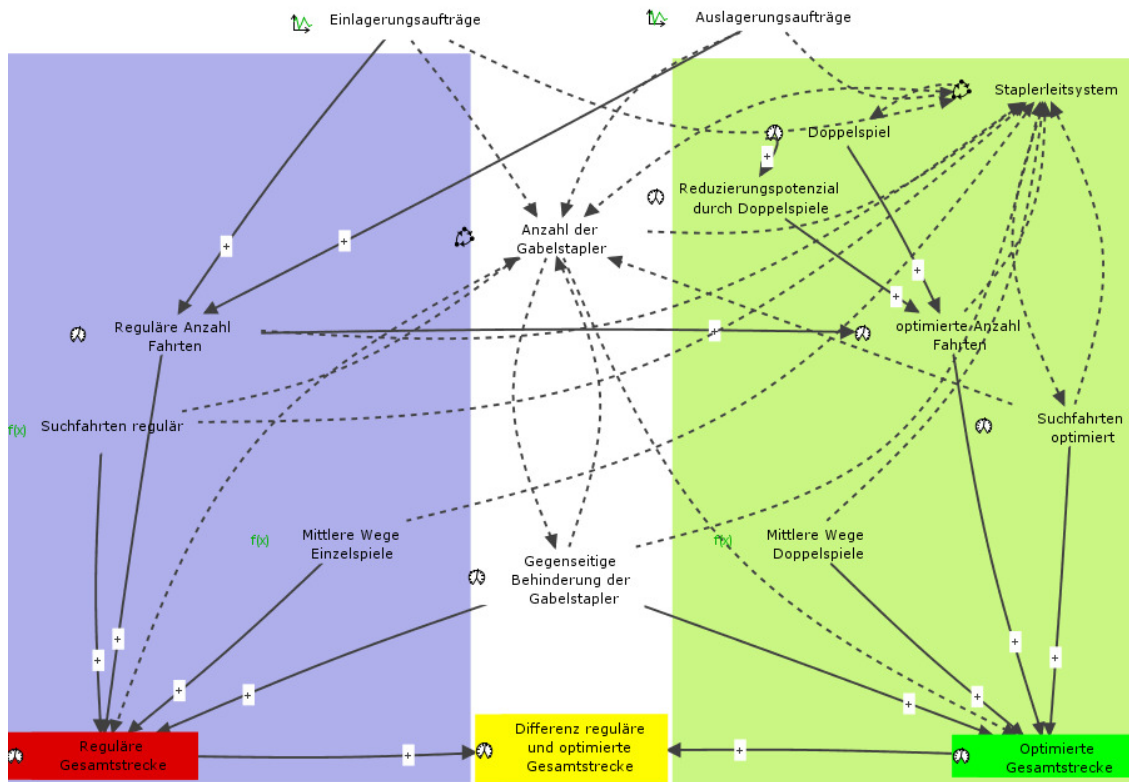 Einlagerungsaufträge
Auslagerungsaufträge
Staplerleitsystem
Doppelspiel
+
Reduzierungspotenzial
durch Doppelspiele
Anzahl der
Gabelstapler
+
+
+
+
Reguläre Anzahl
Fahrten
+
optimierte Anzahl
Fahrten
f(x)
Suchfahrten regulär
Suchfahrten
optimiert
f(x)
Mittlere Wege
Einzelspiele
Gegenseitige
Behinderung der
Gabelstapler
f(x)
Mittlere Wege
Doppelspiele
+
+
+
+
+
+
+
+
Reguläre
Gesamtstrecke
+
Differenz reguläre
und optimierte
Gesamtstrecke
+
Optimierte
Gesamtstrecke